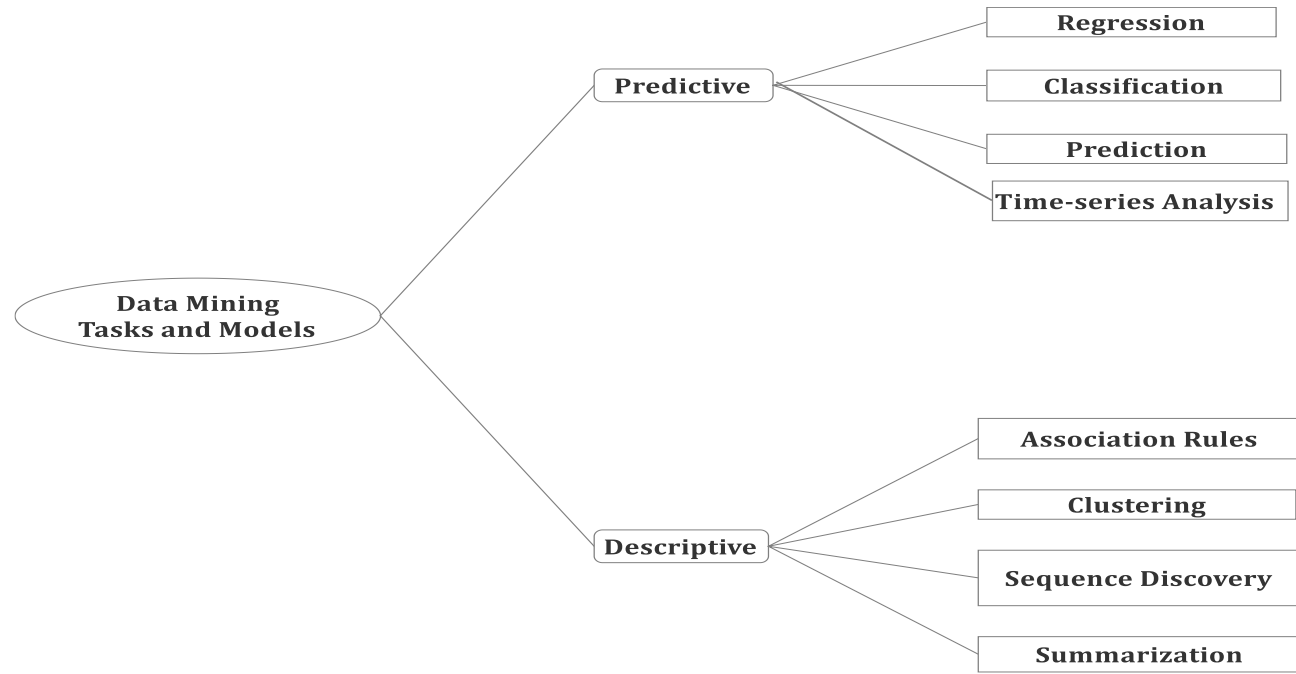 Regression
Predictive
Classification
Prediction
Time-series Analysis
Data Mining
Tasks and Models
Association Rules
Clustering
Descriptive
Sequence Discovery
Summarization